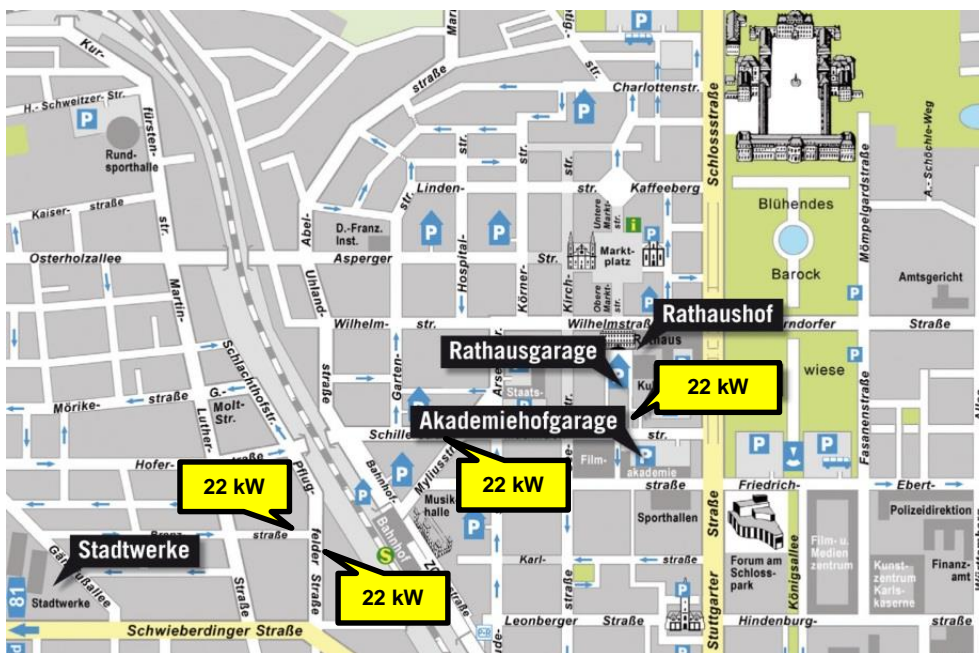 Kur-
H.- Schweitzer- Str.
fürsten-
P
Rund-
sporthalle
straße
Charlottenstr.
str.
P
P
P
Schlossstraße
Mömpelgardstraße
A.- Schöchle-Weg
Kaiser-
straße
str.
Abel-
str.
Linden-
str.
Kaffeeberg
D.-Franz.
Inst.
P
P
Untere
Markt-
str.
i
P
Blühendes
Barock
Osterholzallee
Asperger
Str.
Markt-
platz
Amtsgericht
Uhland-
straße
Hospital-
str.
Körner-
str.
Kirch-
Obere
Markt-
str.
P
P
Martin-
Wilhelm-
str.
Wilhelmstraße
Rathaushof
Rathaus
Straße
Schlachthofstr.
Garten-
Rathausgarage
P
wiese
P
Staats-
22 kW
Mörike-
straße
G.-
Molt-
Str.
Luther-
P
Akademiehofgarage
str.
Fasanenstraße
Hofer-
Pflug-
Bahnhof-
Myliusstr.
P
22 kW
22 kW
Film-
akademie
P
P
P
straße
Friedrich-
Ebert-
P
Musik-
halle
P
Sporthallen
Polizeidirektion
Bahnhof
S
Stadtwerke
straße
felder
Straße
Karl-
straße
Straße
Forum am
Schloss-
park
Königsallee
Film- u.
Medien
zentrum
Kunst-
zentrum
Karls-
kaserne
Finanz-
amt
22 kW
81
Stadtwerke
Straße
P
Schwieberdinger Straße
P-R
Leonberger
Straße
Stuttgarter
Hindenburg-
straße